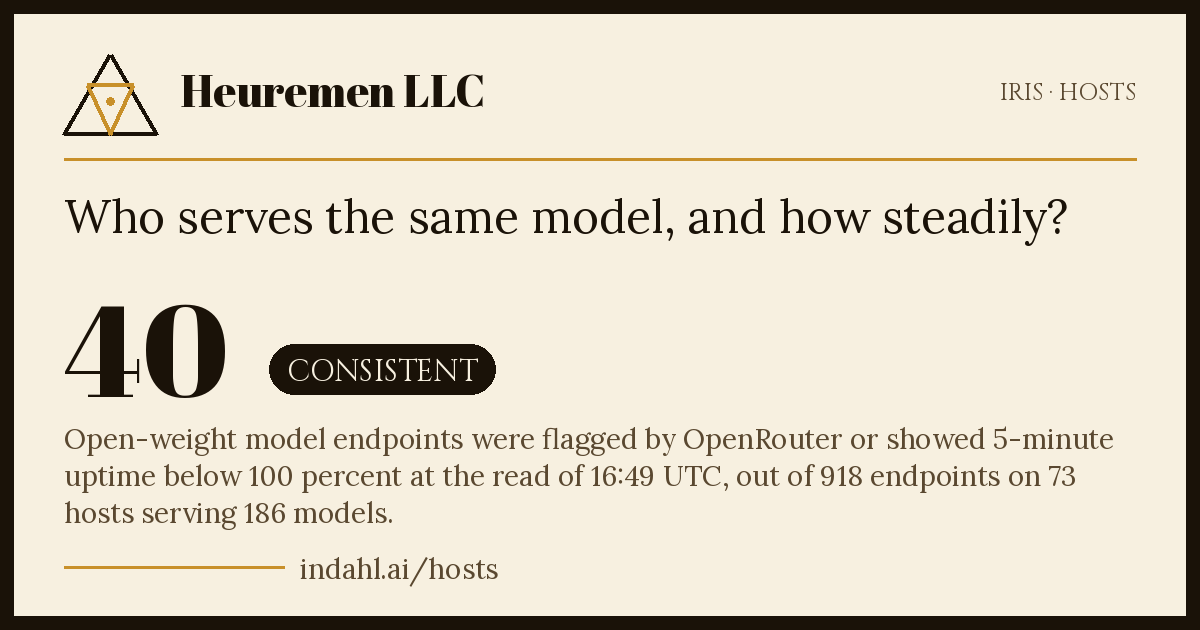 Heuremen LLC
IRIS · HOSTS
Who serves the same model, and how steadily?
40
CONSISTENT
Open-weight model endpoints were flagged by OpenRouter or showed 5-minute
uptime below 100 percent at the read of 16:49 UTC, out of 918 endpoints on 73
hosts serving 186 models.
indahl.ai/hosts